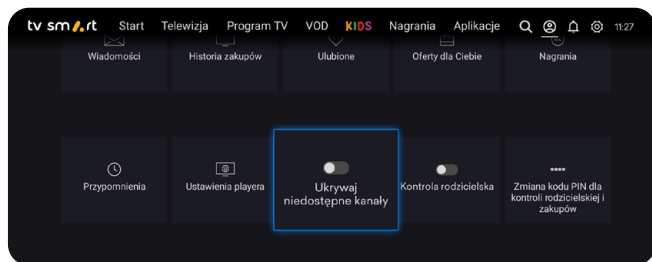 tv smart Start Telewizja Program TV VOD KIDS Nagrania Aplikacje 11:27
Wiadomości Historia zakupów Ulubione Oferty dla Ciebie Nagrania
Przypomnienia Ustawienia playera Ukrywaj
niedostępne kanały Kontrola rodzicielska Zmiana kodu PIN dla
kontroli rodzicielskiej i
zakupów